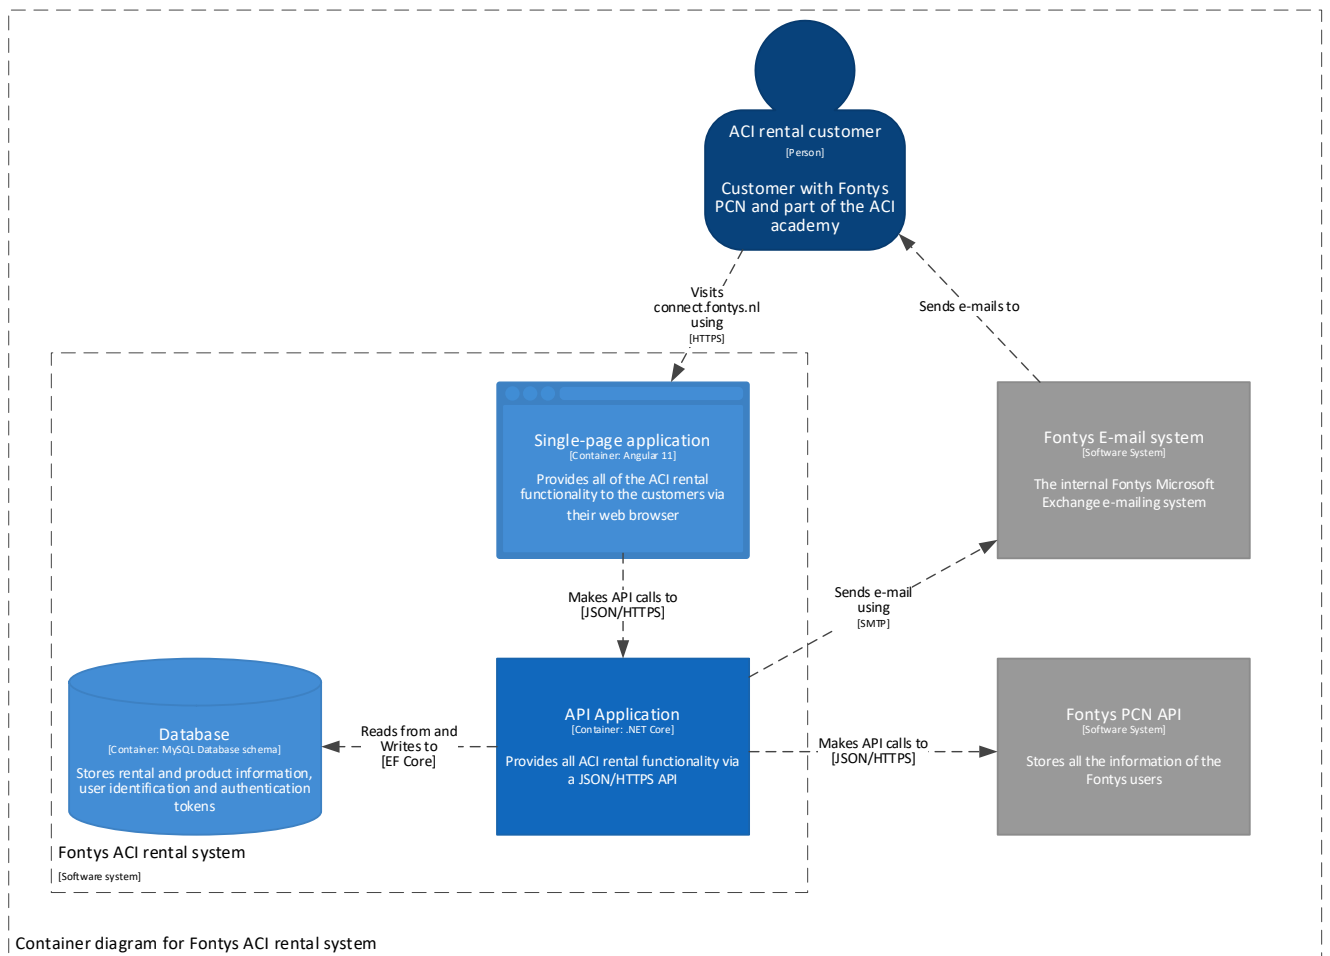 ACI rental customer
[Person]
Customer with Fontys
PCN and part of the ACI
academy
Visits
connect.fontys.nl
using
[HTTPS]
Sends e-mails to
Single-page application
[Container: Angular 11]
Provides all of the ACI rental
functionality to the customers via
their web browser
Fontys E-mail system
[Software System]
The internal Fontys Microsoft
Exchange e-mailing system
Makes API calls to
[JSON/HTTPS]
Sends e-mail
using
[SMTP]
Database
[Container: MySQL Database schema]
Stores rental and product information,
user identification and authentication
tokens
Reads from and
Writes to
[EF Core]
API Application
[Container: .NET Core]
Provides all ACI rental functionality via
a JSON/HTTPS API
Makes API calls to
[JSON/HTTPS]
Fontys PCN API
[Software System]
Stores all the information of the
Fontys users
Fontys ACI rental system
[Software system]
Container diagram for Fontys ACI rental system